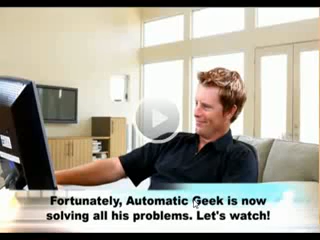 Fortunately, Automatic Geek is now
solving all his problems. Let's watch!